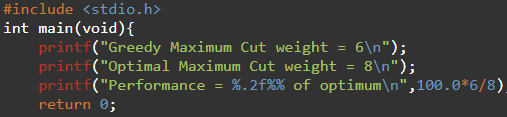 #include <stdio.h>
int main(void){
    printf("Greedy Maximum Cut weight = 6\n");
    printf("Optimal Maximum Cut weight = 8\n");
    printf("Performance = %.2f%% of optimum\n",100.0*6/8)
    return 0;